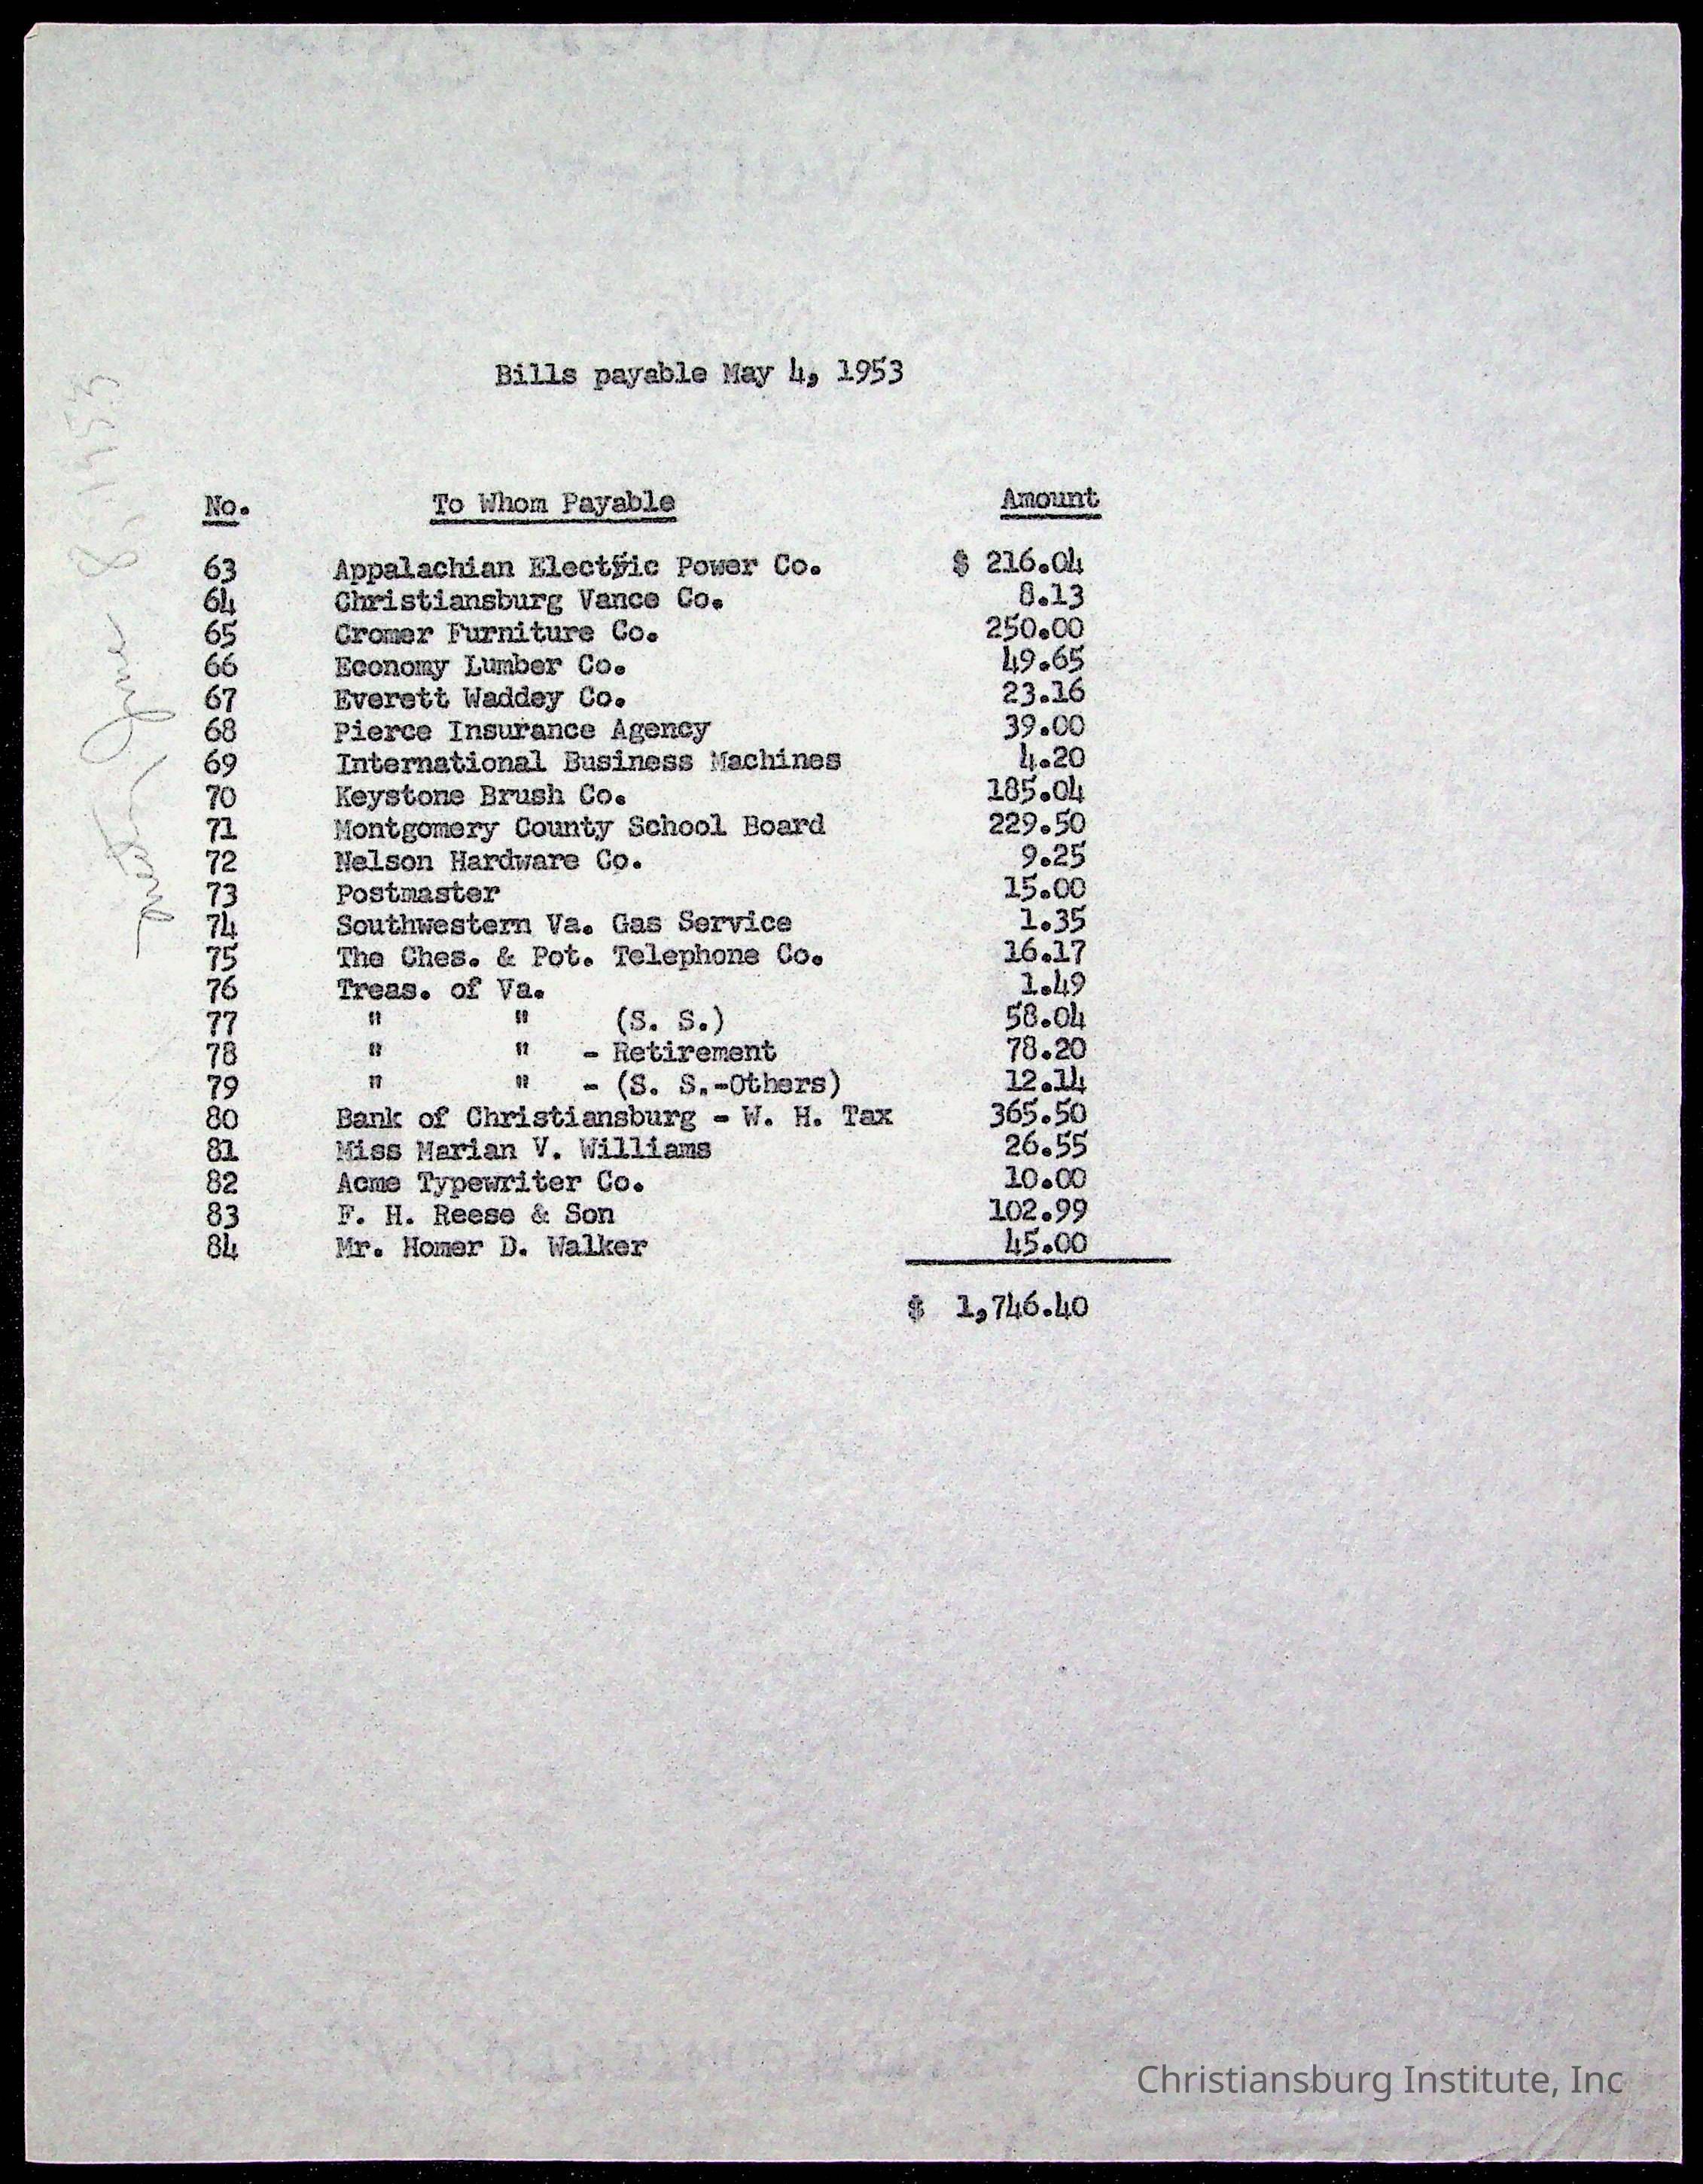 Bills payable May 4, 1953
No. To Whom Payable Amount
63 Appalachian Electric Power Co. $ 216.04
64 Christiansburg Vance Co. 8.13
65 Cromer Furniture Co. 250.00
66 Economy Lumber Co. 49.65
67 Everett Waddey Co. 23.16
68 Pierce Insurance Agency 39.00
69 International Business Machines 4.20
70 Keystone Brush Co. 185.04
71 Montgomery County School Board 229.50
72 Nelson Hardware Co. 9.25
73 Postmaster 15.00
74 Southwestern Va. Gas Service 1.35
75 The Ches. & Pot. Telephone Co. 16.17
76 Treas. of Va. 1.49
77 " " (S. S.) 58.04
78 " " - Retirement 78.20
79 " " - (S. S.-Others) 12.14
80 Bank of Christiansburg - W. H. Tax 365.50
81 Miss Marian V. Williams 26.55
82 Acme Typewriter Co. 10.00
83 F. H. Reese & Son 102.99
84 Mr. Homer D. Walker 45.00
$ 1,746.40
Christiansburg Institute, Inc